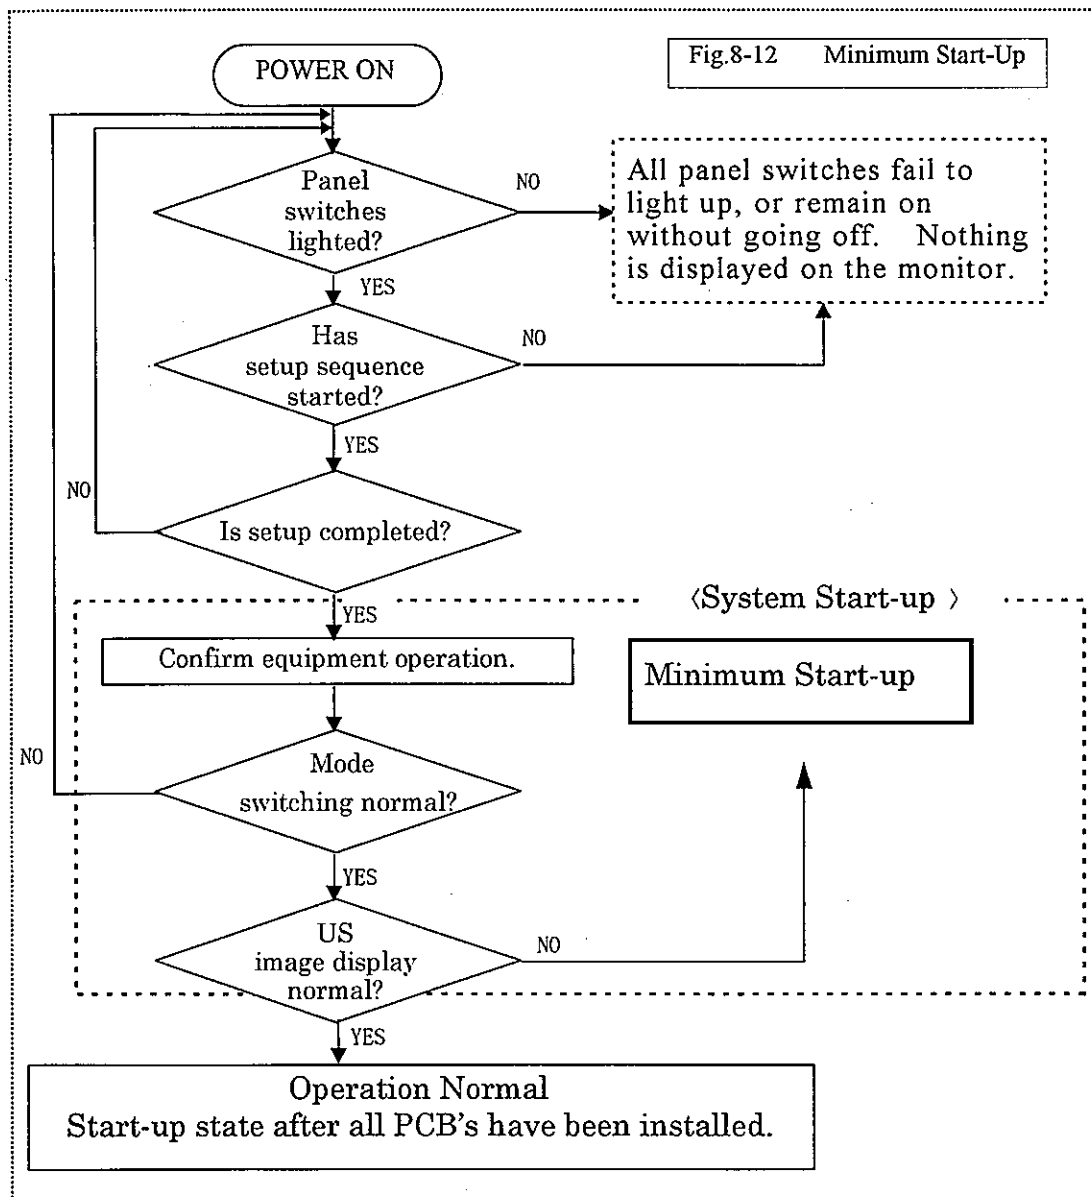 Fig.8-12 Minimum Start-Up
POWER ON
Panel
switches
lighted?
NO
All panel switches fail to
light up, or remain on
without going off. Nothing
is displayed on the monitor.
YES
Has
setup sequence
started?
NO
YES
Is setup completed?
NO
YES
〈System Start-up 〉
Confirm equipment operation.
Minimum Start-up
Mode
switching normal?
NO
YES
US
image display
normal?
NO
YES
Operation Normal
Start-up state after all PCB's have been installed.